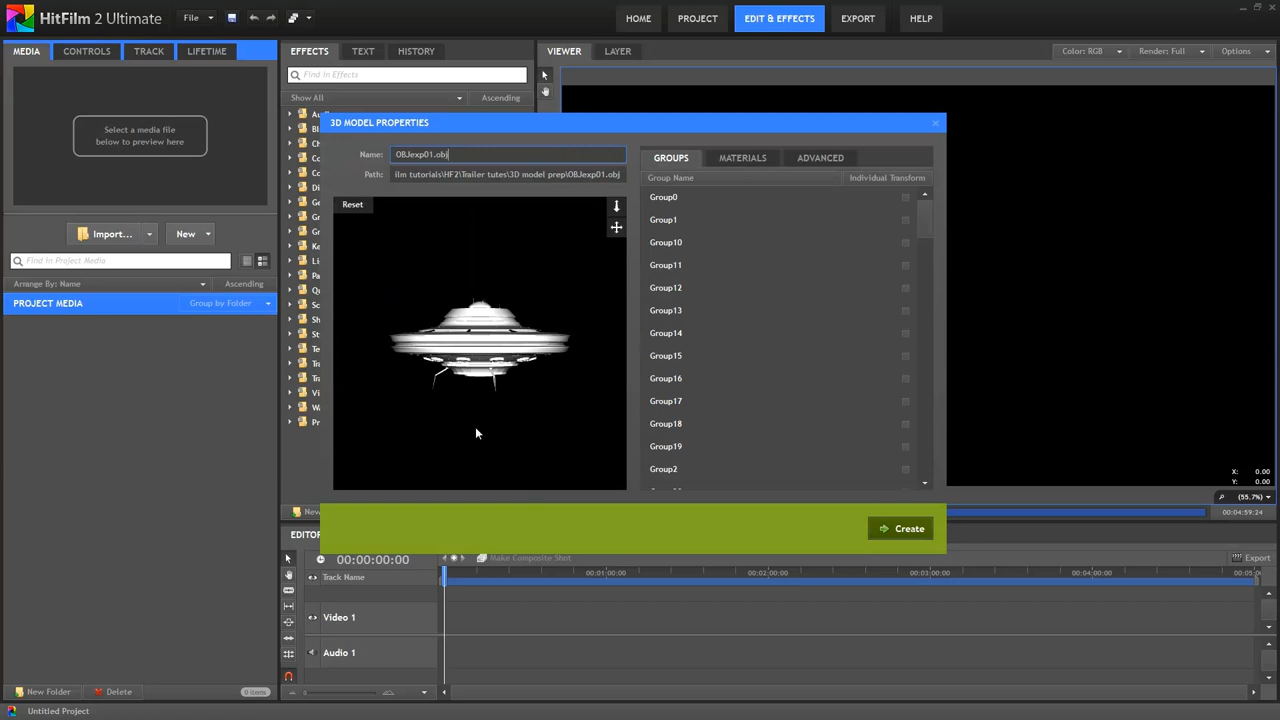 HitFilm 2 Ultimate
File
HOME
PROJECT
EDIT & EFFECTS
EXPORT
HELP
MEDIA
CONTROLS
TRACK
LIFETIME
EFFECTS
TEXT
HISTORY
VIEWER
LAYER
Color: RGB
Render: Full
Options
Find in Effects
Show All
Ascending
Select a media file
below to preview here
Import...
New
Find in Project Media
Arrange By: Name
Ascending
PROJECT MEDIA
Group by Folder
3D MODEL PROPERTIES
Name:
OBJexp01.obj
Path:
ilm tutorials\HF2\Trailer tutes\3D model prep\OBJexp01.obj
Reset
GROUPS
MATERIALS
ADVANCED
Group Name
Individual Transform
Group0
Group1
Group10
Group11
Group12
Group13
Group14
Group15
Group16
Group17
Group18
Group19
Group2
Create
X: 0.00
Y: 0.00
(55.7%)
00:04:59:24
New
EDITOR
00:00:00:00
Make Composite Shot
Export
Track Name
00:01:00:00
00:02:00:00
00:03:00:00
00:04:00:00
Video 1
Audio 1
New Folder
Delete
0 items
Untitled Project